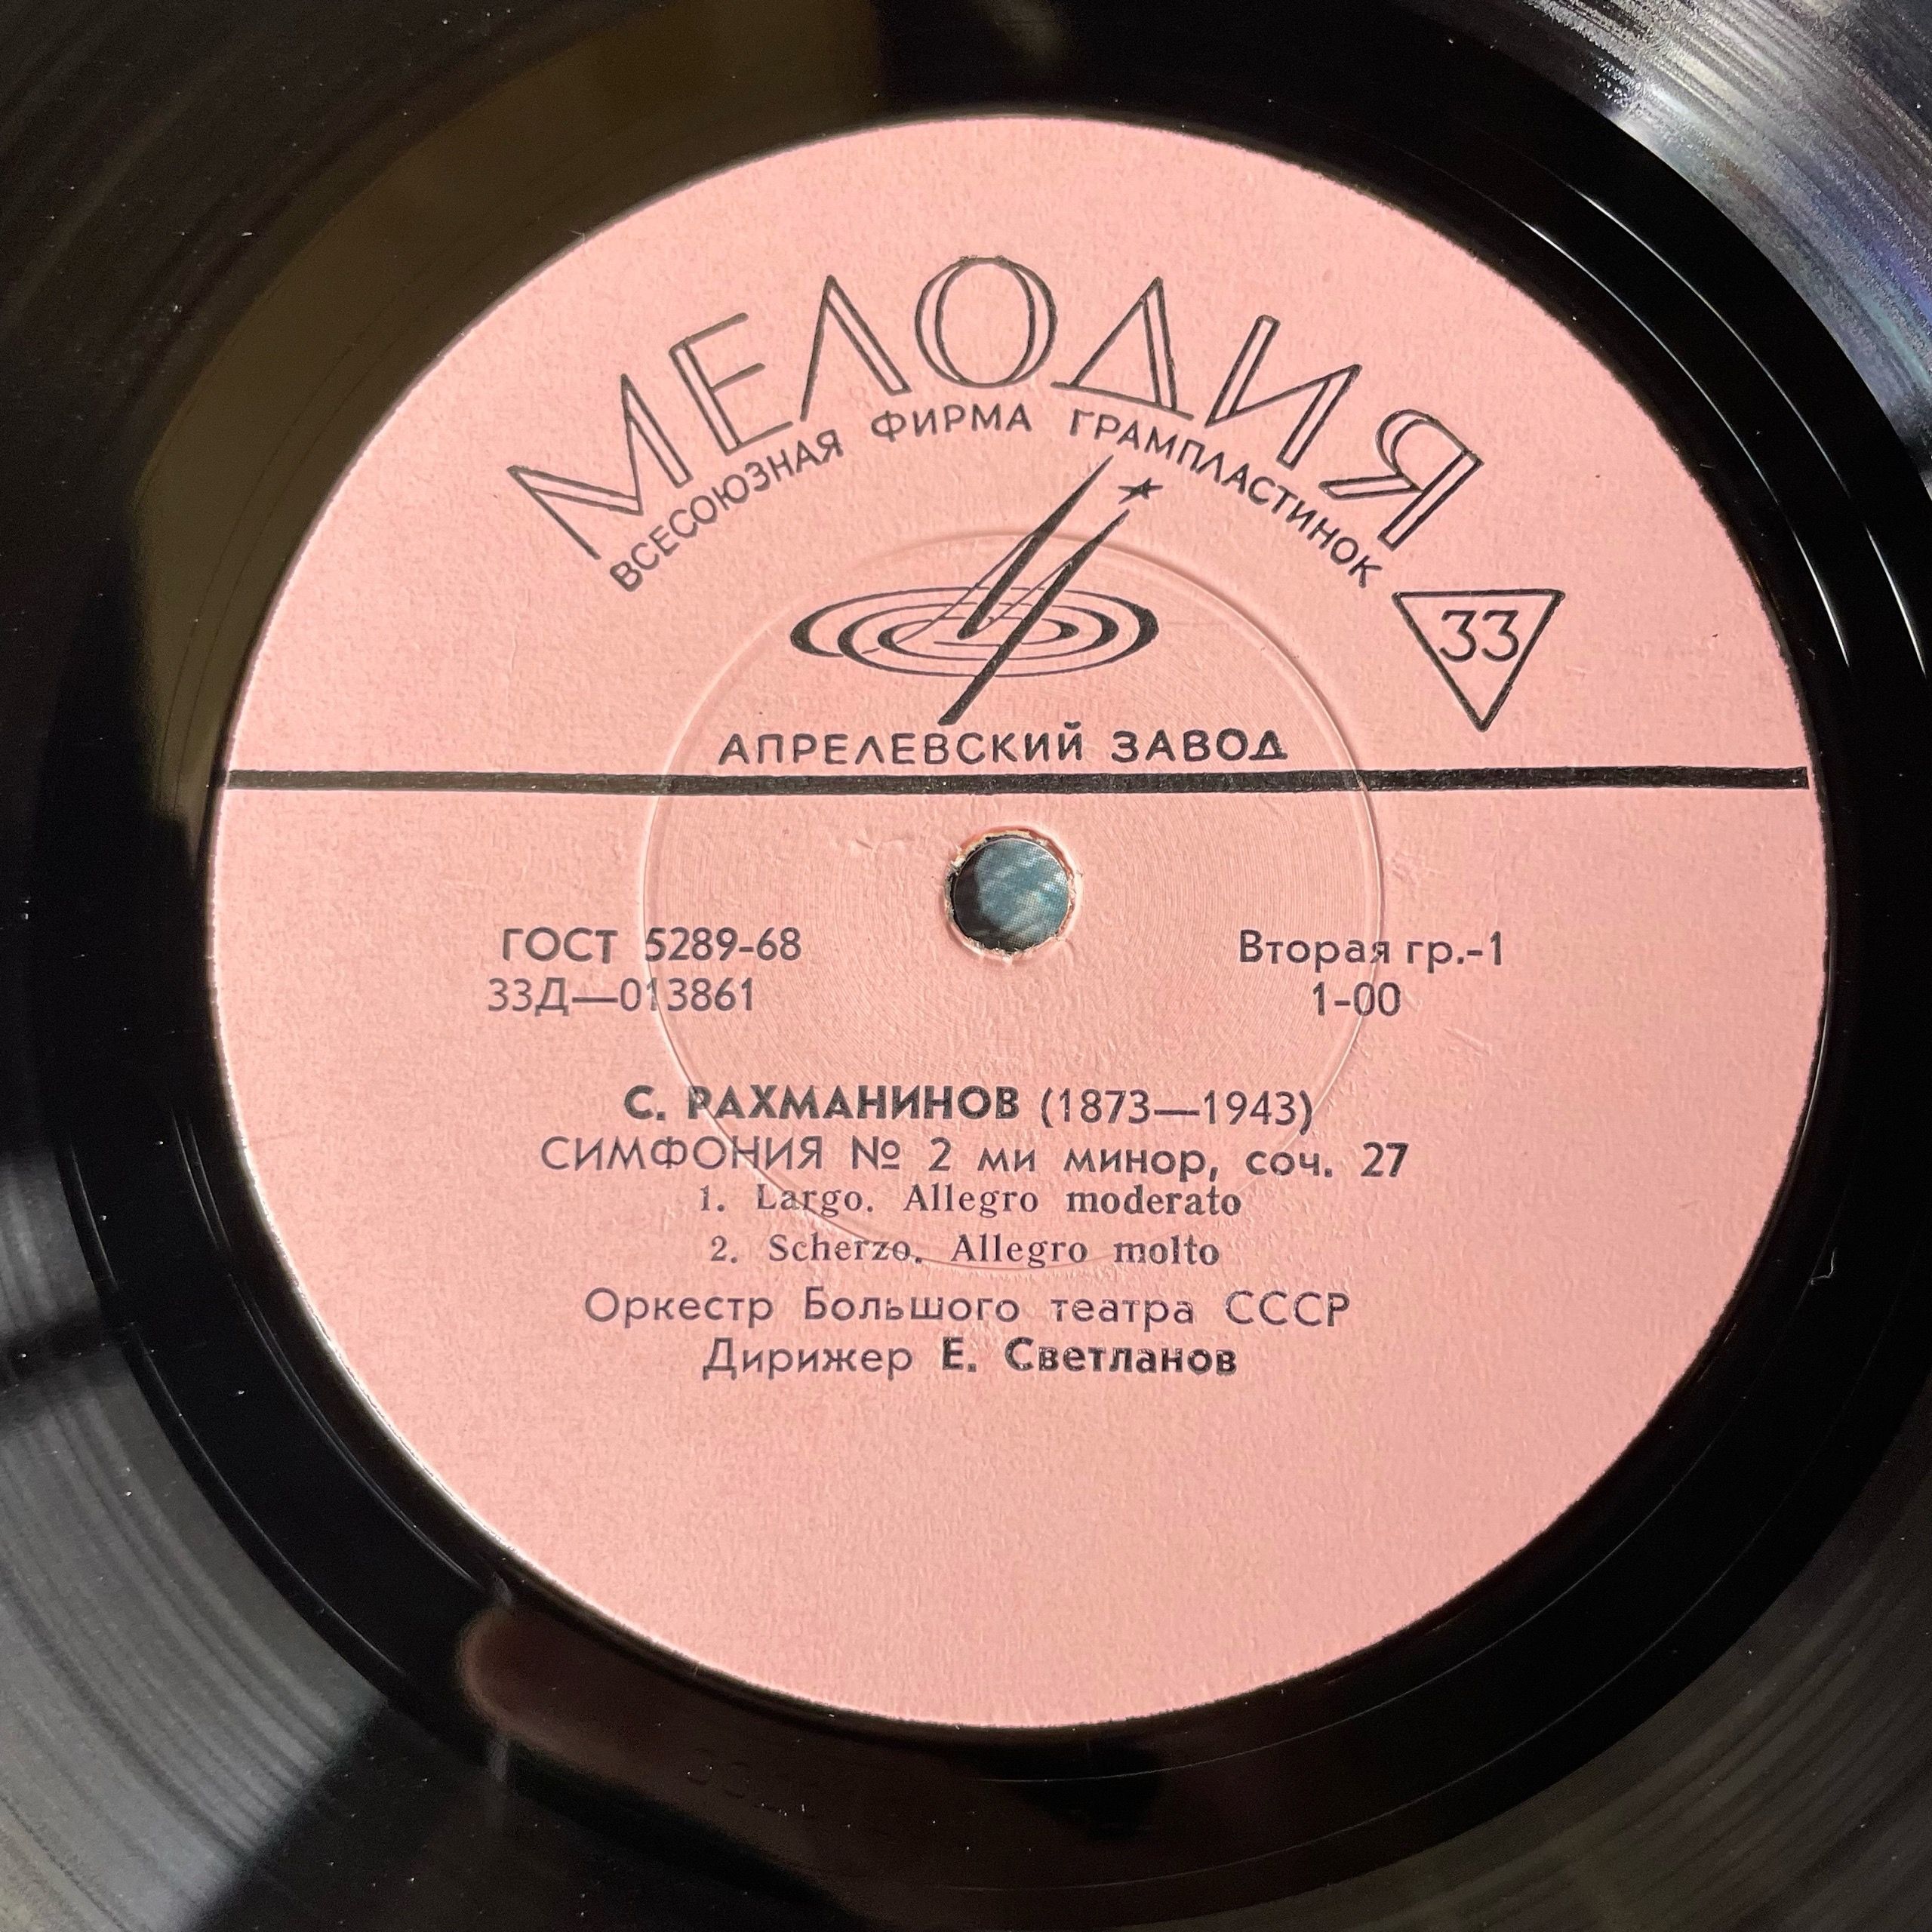 МЕЛОДИЯ
ВСЕСОЮЗНАЯ ФИРМА ГРАМПЛАСТИНОК
33
АПРЕЛЕВСКИЙ ЗАВОД
ГОСТ 5289-68
Вторая гр.-1
33Д—013861
1-00
С. РАХМАНИНОВ (1873—1943)
СИМФОНИЯ № 2 ми минор, соч. 27
1. Largo. Allegro moderato
2. Scherzo. Allegro molto
Оркестр Большого театра СССР
Дирижер Е. Светланов